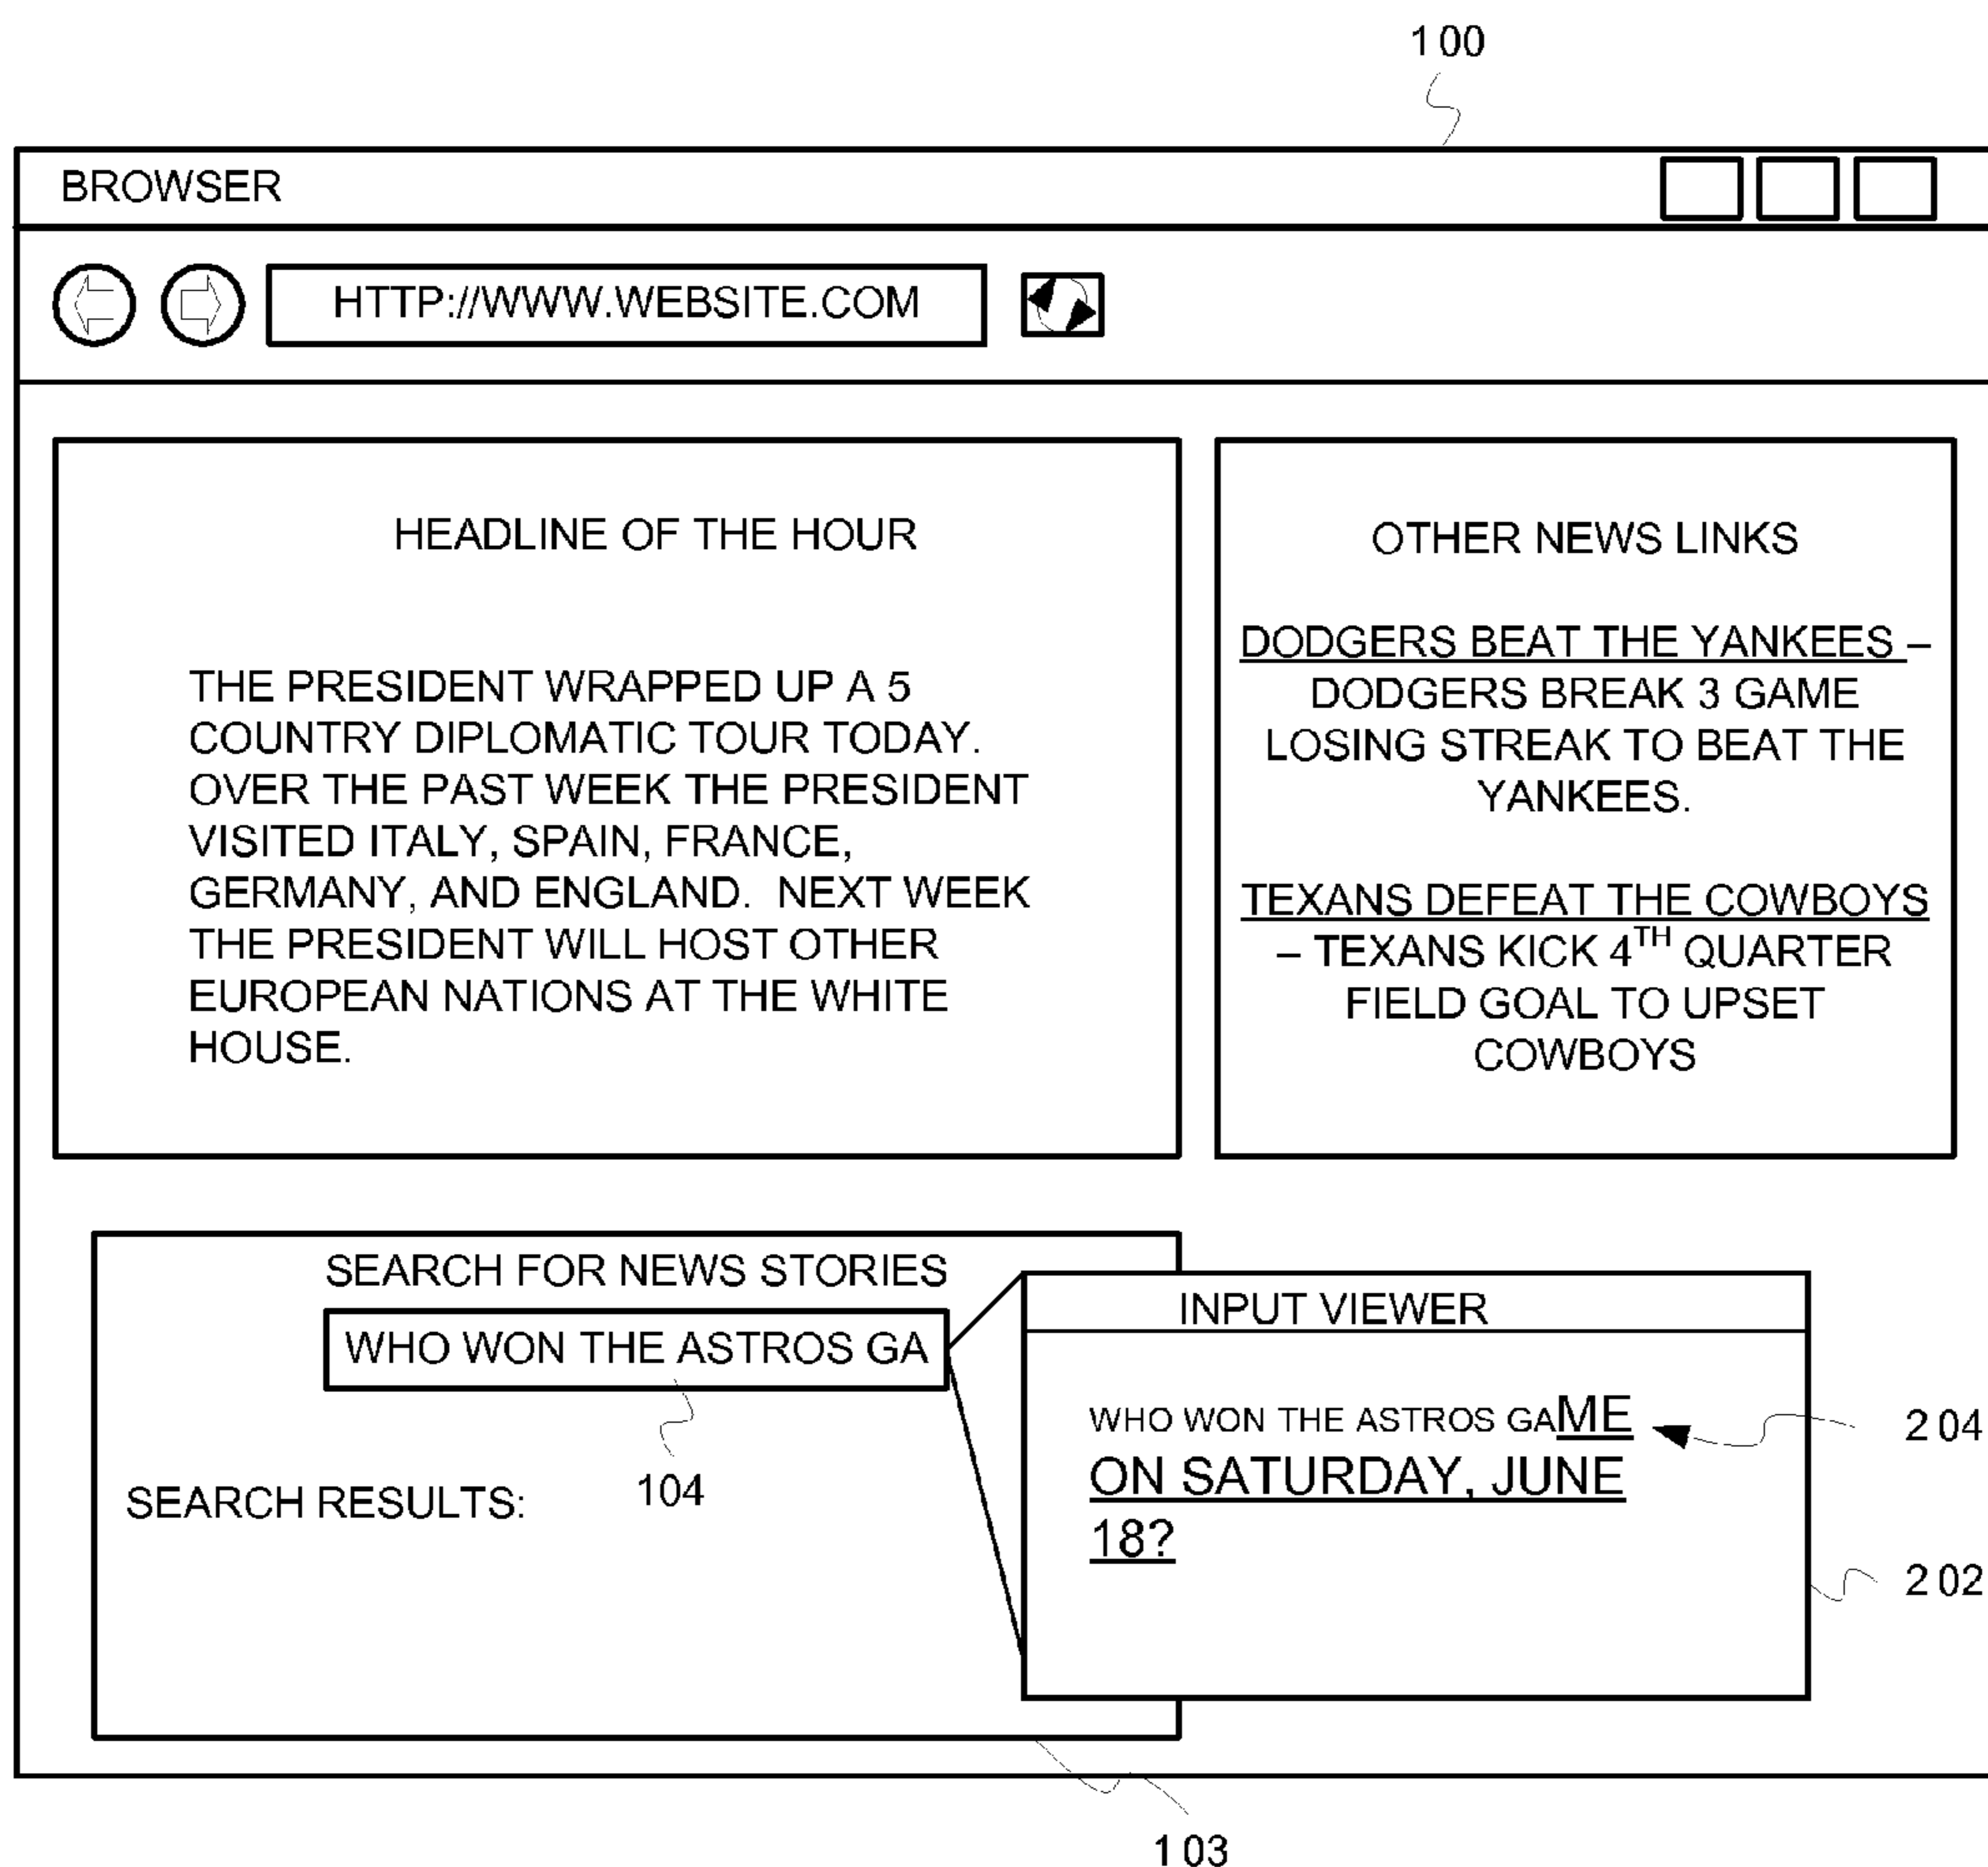 100
BROWSER
HTTP://WWW.WEBSITE.COM
HEADLINE OF THE HOUR
THE PRESIDENT WRAPPED UP A 5
COUNTRY DIPLOMATIC TOUR TODAY.
OVER THE PAST WEEK THE PRESIDENT
VISITED ITALY, SPAIN, FRANCE,
GERMANY, AND ENGLAND. NEXT WEEK
THE PRESIDENT WILL HOST OTHER
EUROPEAN NATIONS AT THE WHITE
HOUSE.
OTHER NEWS LINKS
DODGERS BEAT THE YANKEES –
DODGERS BREAK 3 GAME
LOSING STREAK TO BEAT THE
YANKEES.
TEXANS DEFEAT THE COWBOYS
– TEXANS KICK 4TH QUARTER
FIELD GOAL TO UPSET
COWBOYS
SEARCH FOR NEWS STORIES
WHO WON THE ASTROS GA
104
SEARCH RESULTS:
INPUT VIEWER
WHO WON THE ASTROS GAME
ON SATURDAY, JUNE
18?
204
202
103